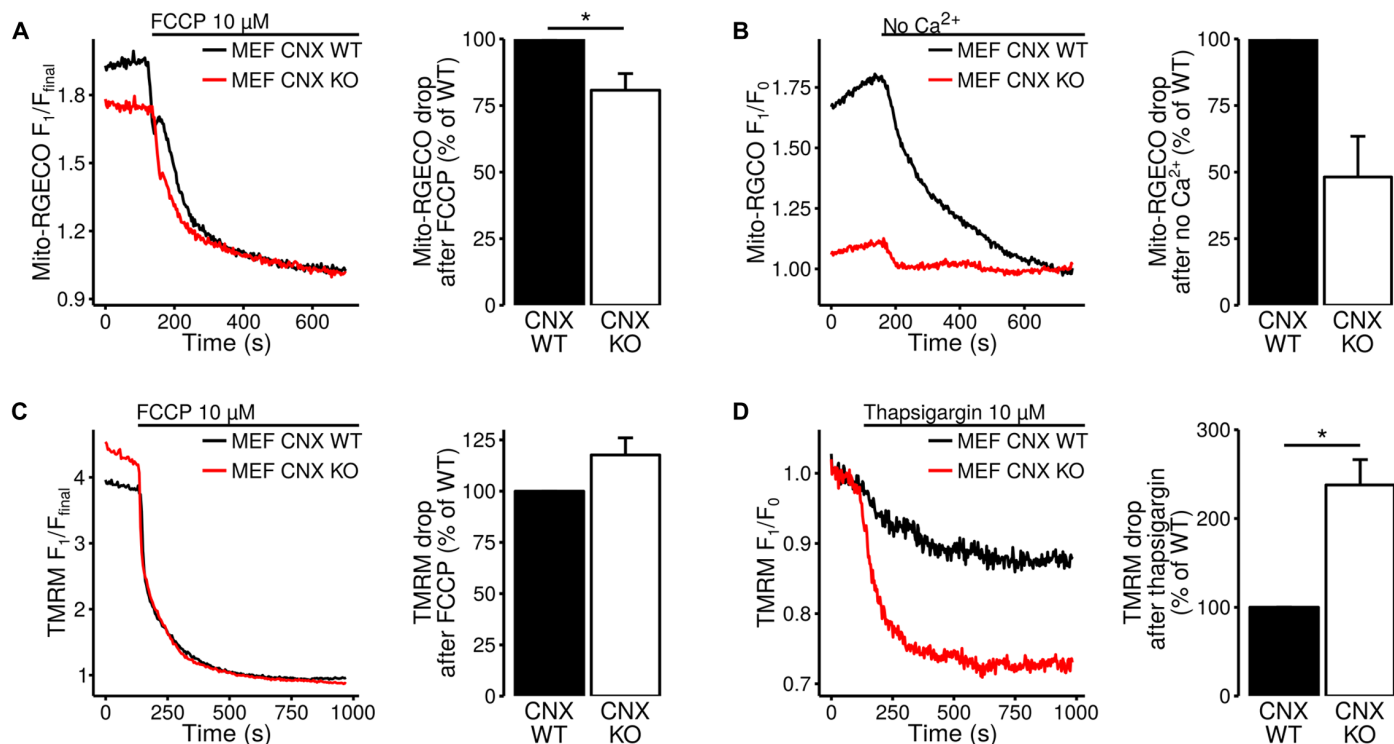 A
FCCP 10 µM
MEF CNX WT
MEF CNX KO
Mito-RGECO F1/Ffinal
1.8
1.5
1.2
0.9
0
200
400
600
Time (s)
*
Mito-RGECO drop
after FCCP (% of WT)
100
75
50
25
0
CNX
WT
CNX
KO
B
No Ca2+
MEF CNX WT
MEF CNX KO
Mito-RGCO F1/F0
1.75
1.50
1.25
1.00
0
200
400
600
Time (s)
Mito-RGECO drop
after no Ca2+ (% of WT)
100
75
50
25
0
CNX
WT
CNX
KO
C
FCCP 10 µM
MEF CNX WT
MEF CNX KO
TMRM F1/Ffinal
4
3
2
1
0
250
500
750
1000
Time (s)
TMRM drop
after FCCP (% of WT)
125
100
75
50
25
0
CNX
WT
CNX
KO
D
Thapsigargin 10 µM
MEF CNX WT
MEF CNX KO
TMRM F1/F0
1.0
0.9
0.8
0.7
0
250
500
750
1000
Time (s)
*
TMRM drop
after thapsigargin
(% of WT)
300
200
100
0
CNX
WT
CNX
KO